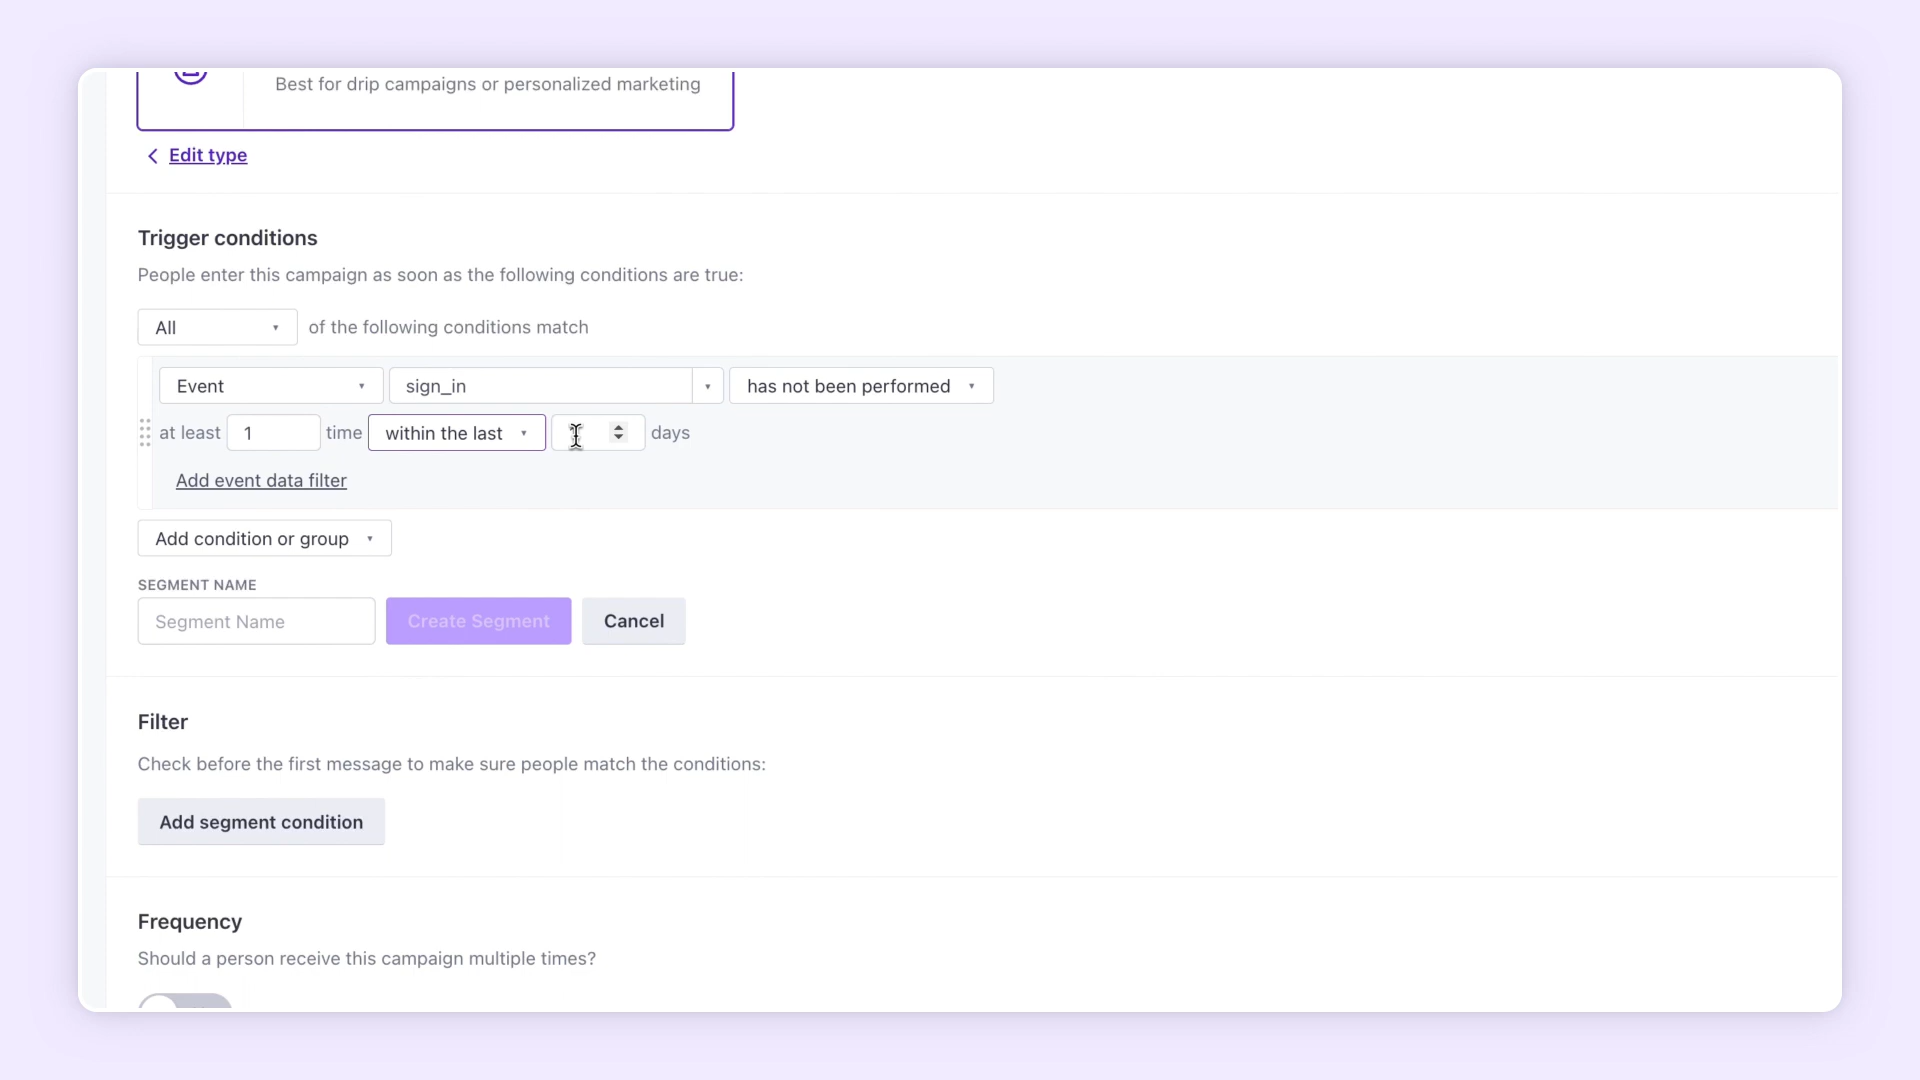 Best for drip campaigns or personalized marketing
Edit type
Trigger conditions
People enter this campaign as soon as the following conditions are true:
All of the following conditions match
Event sign_in has not been performed
at least 1 time within the last days
Add event data filter
Add condition or group
SEGMENT NAME
Segment Name Create Segment Cancel
Filter
Check before the first message to make sure people match the conditions:
Add segment condition
Frequency
Should a person receive this campaign multiple times?